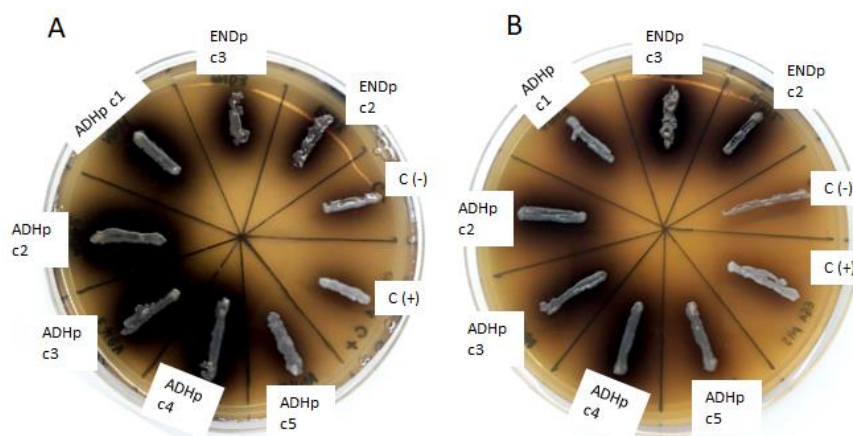 A
ENDp
c3
ENDp
c2
ADHp c1
C (-)
ADHp
c2
C (+)
ADHp
c3
ADHp
c4
ADHp
c5
B
ENDp
c3
ADHp
c1
ENDp
c2
C (-)
ADHp
c2
C (+)
ADHp
c3
ADHp
c4
ADHp
c5